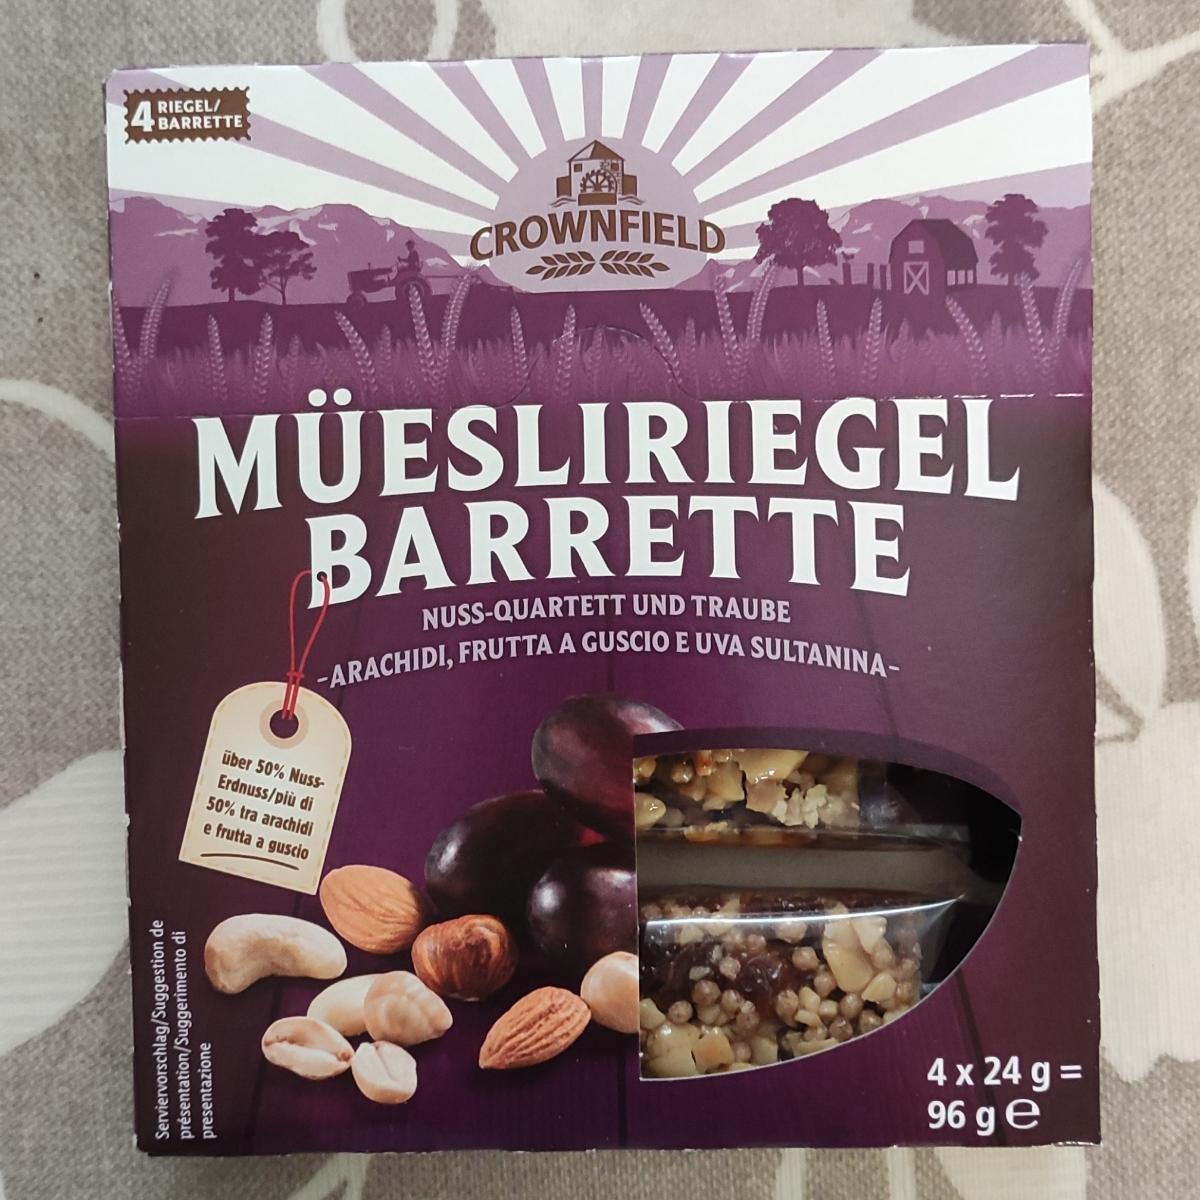 4 RIEGEL/
BARRETTE
CROWNFIELD
MÜESLIRIEGEL
BARRETTE
NUSS-QUARTETT UND TRAUBE
-ARACHIDI, FRUTTA A GUSCIO E UVA SULTANINA-
über 50% Nuss-
Erdnuss/più di
50% tra arachidi
e frutta a guscio
Serviervorschlag/Suggestion de
présentation/Suggerimento di
presentazione
4 x 24 g =
96 g ℮